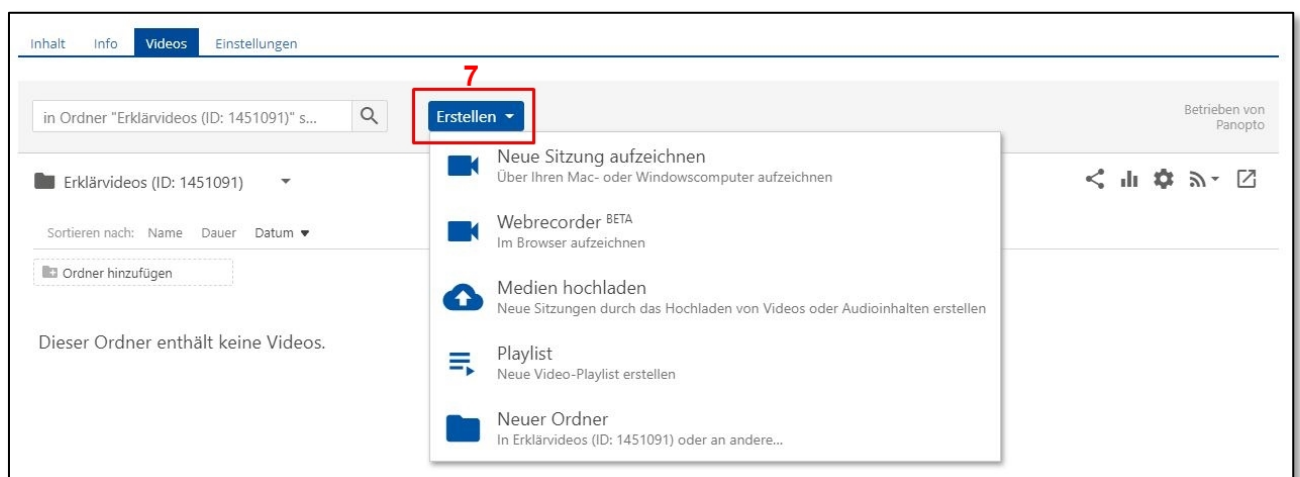 Inhalt Info Videos Einstellungen
7
in Ordner "Erklärvideos (ID: 1451091)" s...
Erstellen
Betrieben von
Panopto
Erklärvideos (ID: 1451091)
Sortieren nach: Name Dauer Datum
Ordner hinzufügen
Dieser Ordner enthält keine Videos.
Neue Sitzung aufzeichnen
Über Ihren Mac- oder Windowscomputer aufzeichnen
Webrecorder BETA
Im Browser aufzeichnen
Medien hochladen
Neue Sitzungen durch das Hochladen von Videos oder Audioinhalten erstellen
Playlist
Neue Video-Playlist erstellen
Neuer Ordner
In Erklärvideos (ID: 1451091) oder an andere...